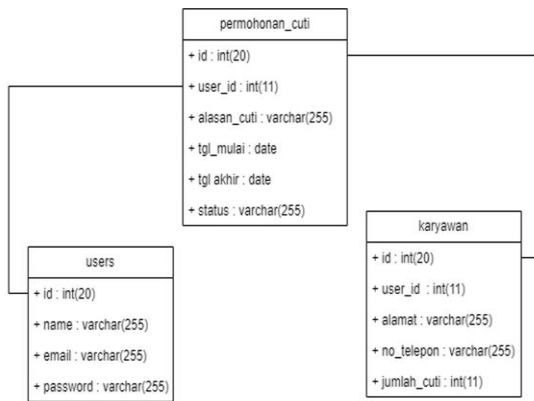 permohonan_cuti
+ id : int(20)
+ user_id : int(11)
+ alasan_cuti : varchar(255)
+ tgl_mulai : date
+ tgl akhir : date
+ status : varchar(255)
users
+ id : int(20)
+ name : varchar(255)
+ email : varchar(255)
+ password : varchar(255)
karyawan
+ id : int(20)
+ user_id : int(11)
+ alamat : varchar(255)
+ no_telepon : varchar(255)
+ jumlah_cuti : int(11)